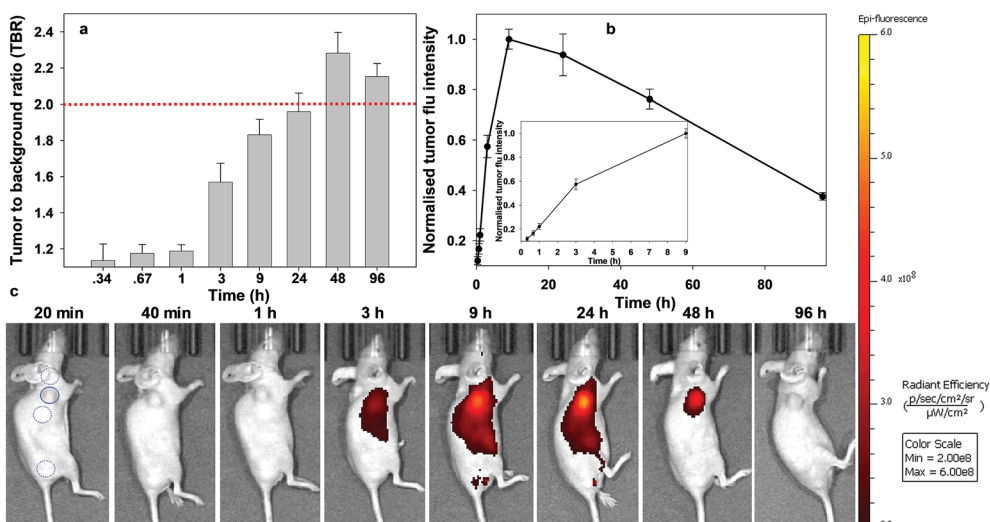 a
Tumor to background ratio (TBR)
2.4
2.2
2.0
1.8
1.6
1.4
1.2
.34 .67 1 3 9 24 48 96
Time (h)
b
Normalised tumor flu intensity
1.0
0.8
0.6
0.4
0.2
0 20 40 60 80
Time (h)
Normalised tumor flu intensity
1.0
0.8
0.6
0.4
0.2
0 1 2 3 4 5 6 7 8 9
Time (h)
c
20 min 40 min 1 h 3 h 9 h 24 h 48 h 96 h
Epi-fluorescence
6.0
5.0
4.0 x10⁸
3.0
Radiant Efficiency
(p/sec/cm²/sr
µW/cm²)
Color Scale
Min = 2.00e8
Max = 6.00e8